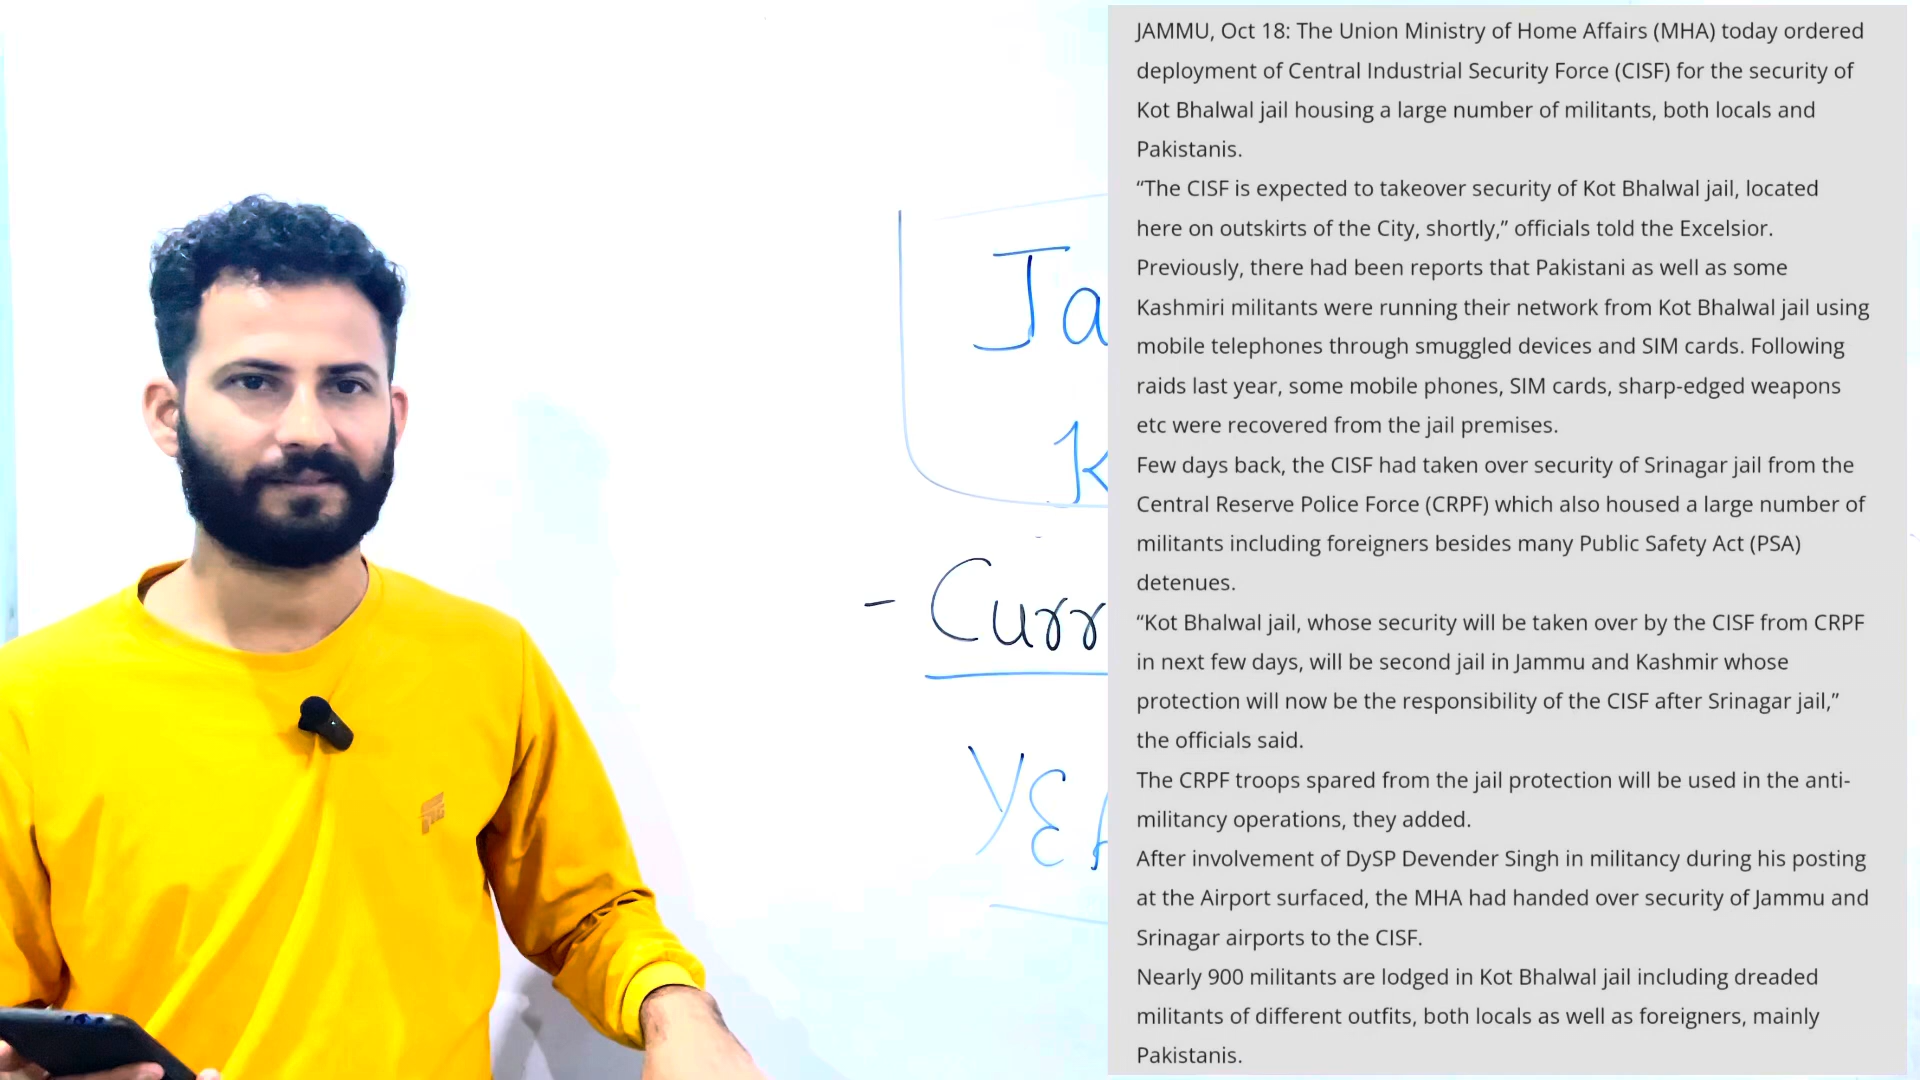 Ja
K
- Curr
YEA
JAMMU, Oct 18: The Union Ministry of Home Affairs (MHA) today ordered
deployment of Central Industrial Security Force (CISF) for the security of
Kot Bhalwal jail housing a large number of militants, both locals and
Pakistanis.
“The CISF is expected to takeover security of Kot Bhalwal jail, located
here on outskirts of the City, shortly,” officials told the Excelsior.
Previously, there had been reports that Pakistani as well as some
Kashmiri militants were running their network from Kot Bhalwal jail using
mobile telephones through smuggled devices and SIM cards. Following
raids last year, some mobile phones, SIM cards, sharp-edged weapons
etc were recovered from the jail premises.
Few days back, the CISF had taken over security of Srinagar jail from the
Central Reserve Police Force (CRPF) which also housed a large number of
militants including foreigners besides many Public Safety Act (PSA)
detenues.
“Kot Bhalwal jail, whose security will be taken over by the CISF from CRPF
in next few days, will be second jail in Jammu and Kashmir whose
protection will now be the responsibility of the CISF after Srinagar jail,”
the officials said.
The CRPF troops spared from the jail protection will be used in the anti-
militancy operations, they added.
After involvement of DySP Devender Singh in militancy during his posting
at the Airport surfaced, the MHA had handed over security of Jammu and
Srinagar airports to the CISF.
Nearly 900 militants are lodged in Kot Bhalwal jail including dreaded
militants of different outfits, both locals as well as foreigners, mainly
Pakistanis.